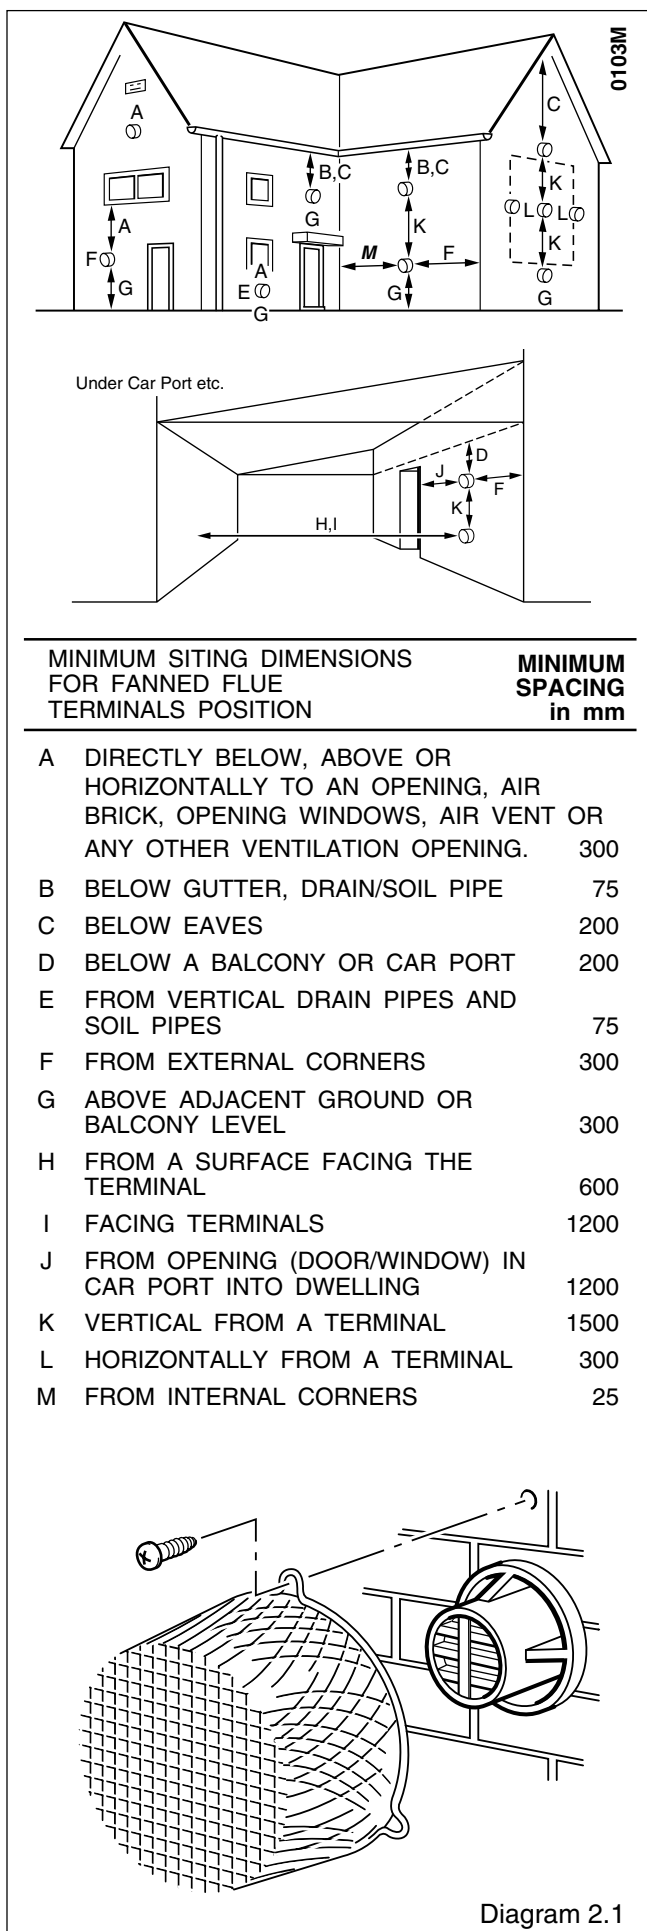 0103M
C
A
B,C
B,C
K
G
L
L
A
K
K
M
F
F
A
G
E
G
G
G
Under Car Port etc.
D
J
F
K
H,I
MINIMUM SITING DIMENSIONS
FOR FANNED FLUE
TERMINALS POSITION
MINIMUM
SPACING
in mm
A DIRECTLY BELOW, ABOVE OR
HORIZONTALLY TO AN OPENING, AIR
BRICK, OPENING WINDOWS, AIR VENT OR
ANY OTHER VENTILATION OPENING. 300
B BELOW GUTTER, DRAIN/SOIL PIPE 75
C BELOW EAVES 200
D BELOW A BALCONY OR CAR PORT 200
E FROM VERTICAL DRAIN PIPES AND
SOIL PIPES 75
F FROM EXTERNAL CORNERS 300
G ABOVE ADJACENT GROUND OR
BALCONY LEVEL 300
H FROM A SURFACE FACING THE
TERMINAL 600
I FACING TERMINALS 1200
J FROM OPENING (DOOR/WINDOW) IN
CAR PORT INTO DWELLING 1200
K VERTICAL FROM A TERMINAL 1500
L HORIZONTALLY FROM A TERMINAL 300
M FROM INTERNAL CORNERS 25
Diagram 2.1